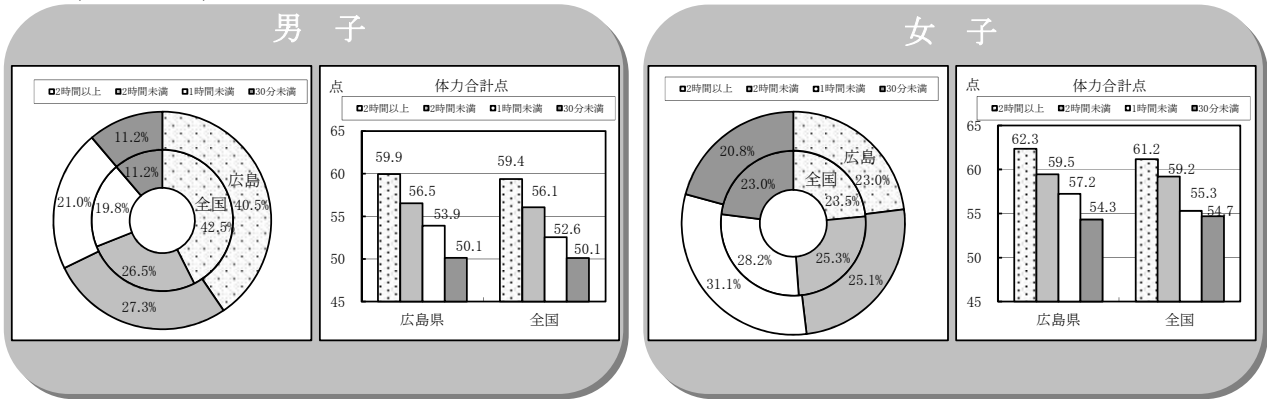 男 子
□2時間以上 ■2時間未満 □1時間未満 ■30分未満
11.2%
11.2%
広島
40.5%
全国
42.5%
21.0%
19.8%
26.5%
27.3%
点
体力合計点
□2時間以上 ■2時間未満 □1時間未満 ■30分未満
65
60
55
50
45
59.9
56.5
53.9
50.1
59.4
56.1
52.6
50.1
広島県
全国
女 子
□2時間以上 ■2時間未満 □1時間未満 ■30分未満
20.8%
23.0%
広島
23.0%
全国
23.5%
28.2%
25.3%
31.1%
25.1%
点
体力合計点
□2時間以上 ■2時間未満 □1時間未満 ■30分未満
65
60
55
50
45
62.3
59.5
57.2
54.3
61.2
59.2
55.3
54.7
広島県
全国